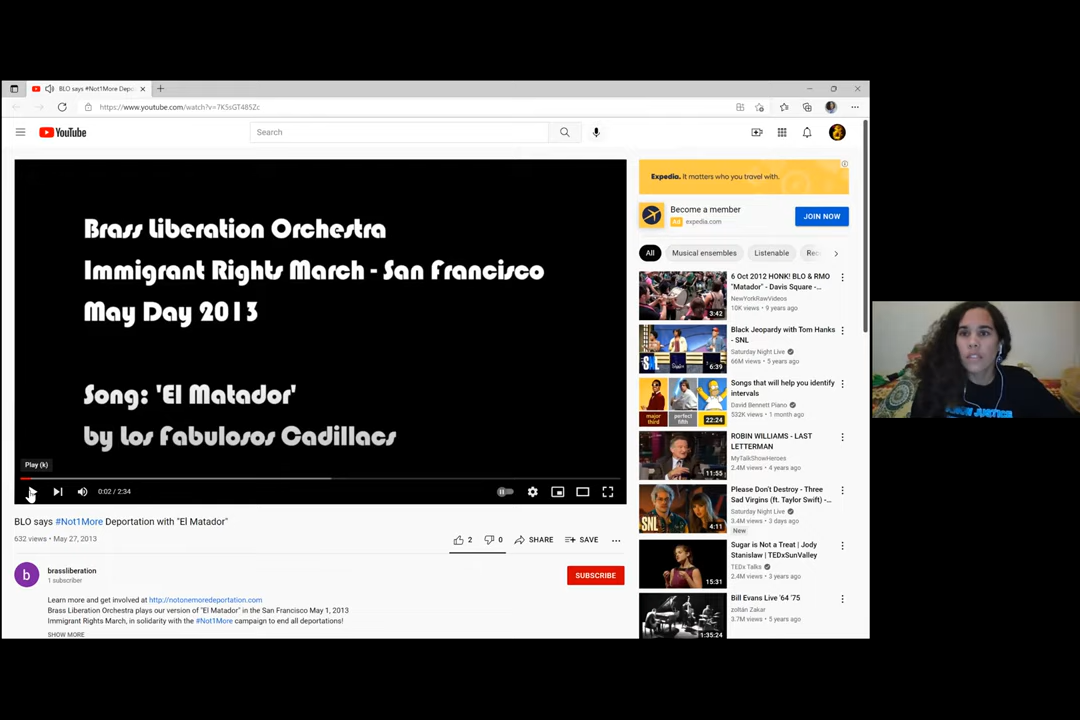 BLO says #Not1More Depo
https://www.youtube.com/watch?v=7K5sGT485Zc
YouTube
Search
Brass Liberation Orchestra
Immigrant Rights March - San Francisco
May Day 2013
Song: 'El Matador'
by Los Fabulosos Cadillacs
Play (k)
0:02 / 2:34
BLO says #Not1More Deportation with "El Matador"
632 views • May 27, 2013
2
0
SHARE
SAVE
b
brassliberation
1 subscriber
SUBSCRIBE
Learn more and get involved at http://notonemoredeportation.com
Brass Liberation Orchestra plays our version of "El Matador" in the San Francisco May 1, 2013
Immigrant Rights March, in solidarity with the #Not1More campaign to end all deportations!
SHOW MORE
Expedia. It matters who you travel with.
Become a member
Ad expedia.com
JOIN NOW
All
Musical ensembles
Listenable
Rec
3:42
6 Oct 2012 HONK! BLO & RMO
"Matador" - Davis Square -...
NewYorkRawVideos
10K views • 9 years ago
SNL
6:39
Black Jeopardy with Tom Hanks
- SNL
Saturday Night Live
66M views • 5 years ago
major
third
perfect
fifth
22:24
Songs that will help you identify
intervals
David Bennett Piano
532K views • 1 month ago
11:55
ROBIN WILLIAMS - LAST
LETTERMAN
MyTalkShowHeroes
2.4M views • 4 years ago
SNL
4:11
Please Don't Destroy - Three
Sad Virgins (ft. Taylor Swift) -...
Saturday Night Live
3.4M views • 3 days ago
New
15:31
Sugar is Not a Treat | Jody
Stanislaw | TEDxSunValley
TEDx Talks
2.4M views • 3 years ago
1:35:24
Bill Evans Live '64 '75
zoltán Zakar
3.7M views • 5 years ago
JUSTICE